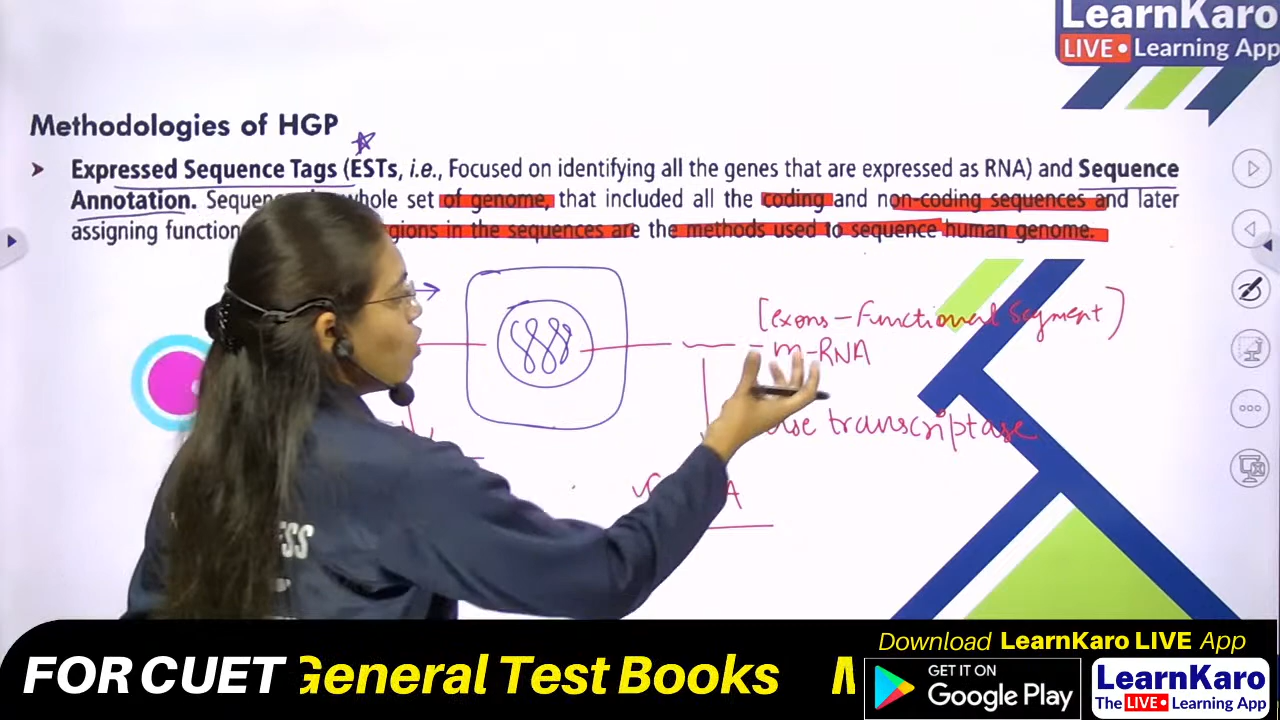 LearnKaro
LIVE • Learning App
Methodologies of HGP
Expressed Sequence Tags (ESTs, i.e., Focused on identifying all the genes that are expressed as RNA) and Sequence
Annotation. whole set of genome, that included all the coding and non-coding sequences and later
assigning in the sequences are the methods used to sequence human genome.
[exons - Functional Segment)
m-RNA
transcriptase
FOR CUET General Test Books
Download LearnKaro LIVE App
GET IT ON
Google Play
LearnKaro
The LIVE • Learning App